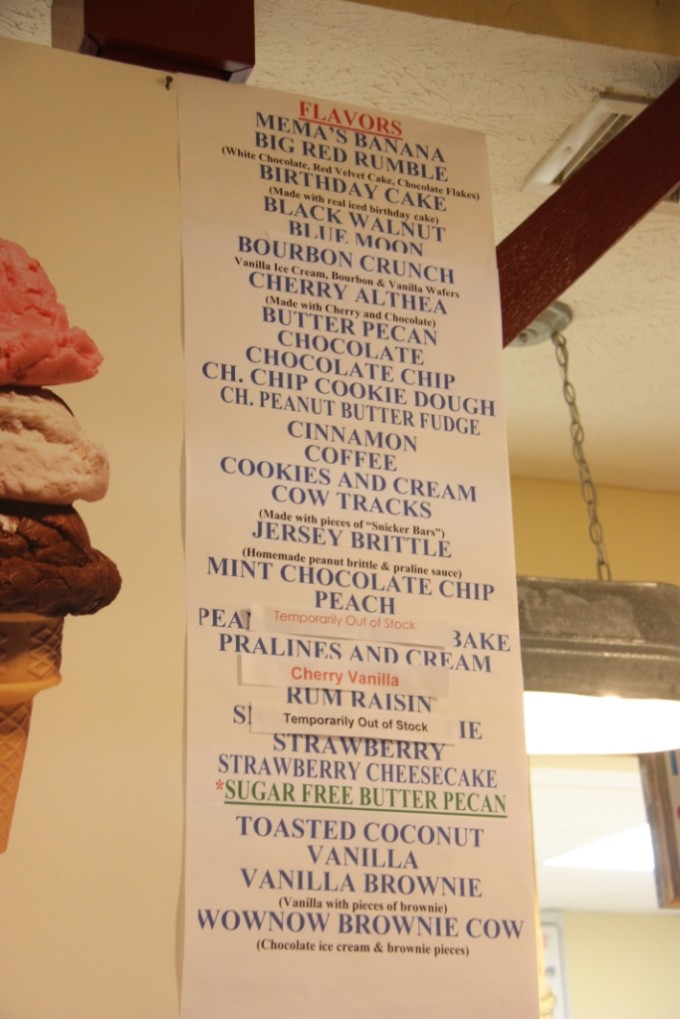 FLAVORS
MEMA'S BANANA
BIG RED RUMBLE
(White Chocolate, Red Velvet Cake, Chocolate Flakes)
BIRTHDAY CAKE
(Made with real iced birthday cake)
BLACK WALNUT
BLUE MOON
BOURBON CRUNCH
Vanilla Ice Cream, Bourbon & Vanilla Wafers
CHERRY ALTHEA
(Made with Cherry and Chocolate)
BUTTER PECAN
CHOCOLATE
CHOCOLATE CHIP
CH. CHIP COOKIE DOUGH
CH. PEANUT BUTTER FUDGE
CINNAMON
COFFEE
COOKIES AND CREAM
COW TRACKS
(Made with pieces of "Snicker Bars")
JERSEY BRITTLE
(Homemade peanut brittle & praline sauce)
MINT CHOCOLATE CHIP
PEACH
Temporarily Out of Stock
PRALINES AND CREAM
Cherry Vanilla
RUM RAISIN
Temporarily Out of Stock
STRAWBERRY
STRAWBERRY CHEESECAKE
*SUGAR FREE BUTTER PECAN
TOASTED COCONUT
VANILLA
VANILLA BROWNIE
(Vanilla with pieces of brownie)
WOWNOW BROWNIE COW
(Chocolate ice cream & brownie pieces)